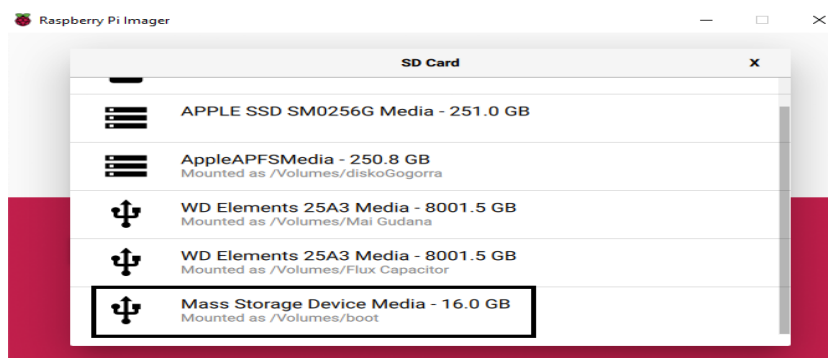 Raspberry Pi Imager
SD Card
x
APPLE SSD SM0256G Media - 251.0 GB
AppleAPFSMedia - 250.8 GB
Mounted as /Volumes/diskoGogorra
WD Elements 25A3 Media - 8001.5 GB
Mounted as /Volumes/Mai Gudana
WD Elements 25A3 Media - 8001.5 GB
Mounted as /Volumes/Flux Capacitor
Mass Storage Device Media - 16.0 GB
Mounted as /Volumes/boot